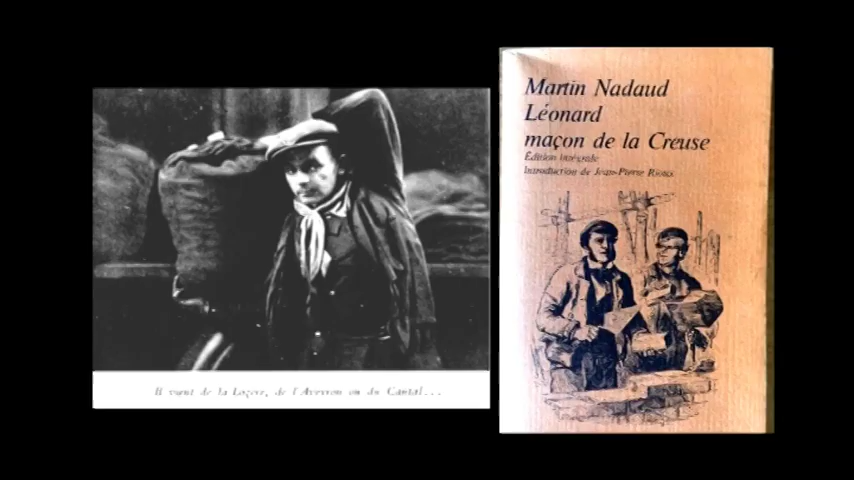 Il vient de la Lozère, de l'Aveyron ou du Cantal...
Martin Nadaud
Léonard
maçon de la Creuse
Édition intégrale
Introduction de Jean-Pierre Rioux